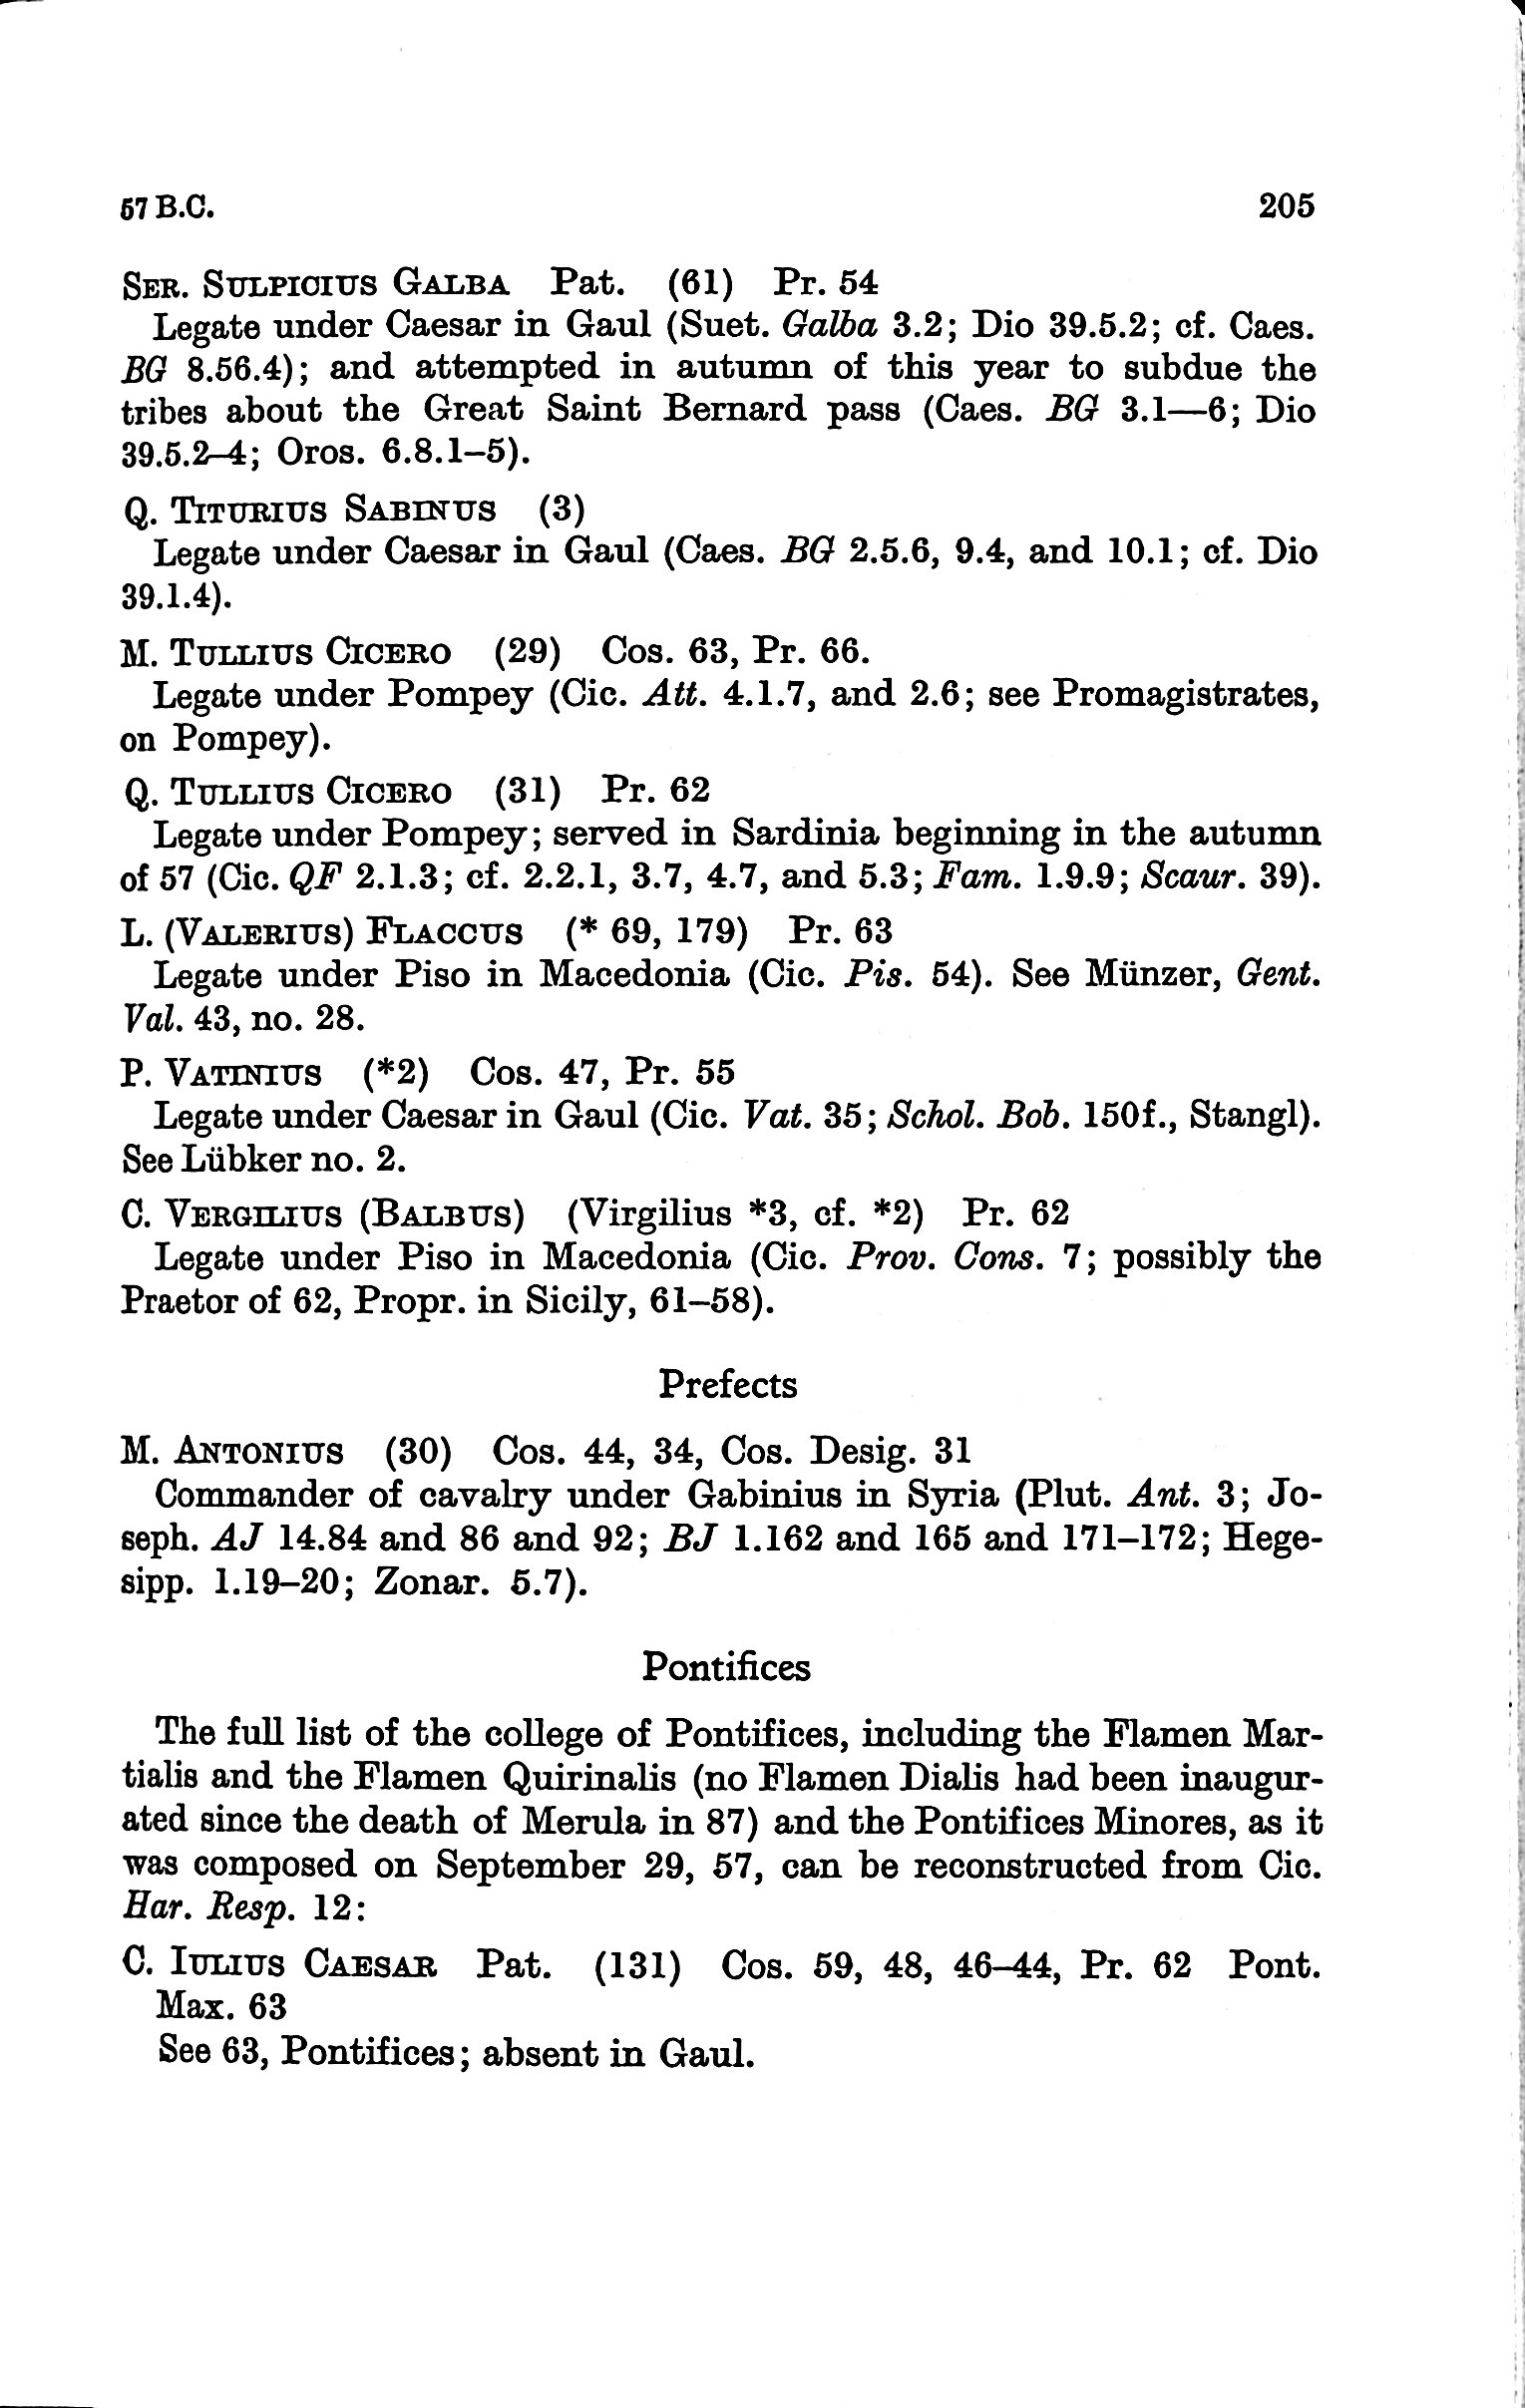 57 B.C. 205
SER. SULPICIUS GALBA Pat. (61) Pr. 54
Legate under Caesar in Gaul (Suet. Galba 3.2; Dio 39.5.2; cf. Caes.
BG 8.56.4); and attempted in autumn of this year to subdue the
tribes about the Great Saint Bernard pass (Caes. BG 3.1—6; Dio
39.5.2–4; Oros. 6.8.1–5).
Q. TITURIUS SABINUS (3)
Legate under Caesar in Gaul (Caes. BG 2.5.6, 9.4, and 10.1; cf. Dio
39.1.4).
M. TULLIUS CICERO (29) Cos. 63, Pr. 66.
Legate under Pompey (Cic. Att. 4.1.7, and 2.6; see Promagistrates,
on Pompey).
Q. TULLIUS CICERO (31) Pr. 62
Legate under Pompey; served in Sardinia beginning in the autumn
of 57 (Cic. QF 2.1.3; cf. 2.2.1, 3.7, 4.7, and 5.3; Fam. 1.9.9; Scaur. 39).
L. (VALERIUS) FLACCUS (* 69, 179) Pr. 63
Legate under Piso in Macedonia (Cic. Pis. 54). See Münzer, Gent.
Val. 43, no. 28.
P. VATINIUS (*2) Cos. 47, Pr. 55
Legate under Caesar in Gaul (Cic. Vat. 35; Schol. Bob. 150f., Stangl).
See Lübker no. 2.
C. VERGILIUS (BALBUS) (Virgilius *3, cf. *2) Pr. 62
Legate under Piso in Macedonia (Cic. Prov. Cons. 7; possibly the
Praetor of 62, Propr. in Sicily, 61–58).
Prefects
M. ANTONIUS (30) Cos. 44, 34, Cos. Desig. 31
Commander of cavalry under Gabinius in Syria (Plut. Ant. 3; Jo-
seph. AJ 14.84 and 86 and 92; BJ 1.162 and 165 and 171–172; Hege-
sipp. 1.19–20; Zonar. 5.7).
Pontifices
The full list of the college of Pontifices, including the Flamen Mar-
tialis and the Flamen Quirinalis (no Flamen Dialis had been inaugur-
ated since the death of Merula in 87) and the Pontifices Minores, as it
was composed on September 29, 57, can be reconstructed from Cic.
Har. Resp. 12:
C. IULIUS CAESAR Pat. (131) Cos. 59, 48, 46–44, Pr. 62 Pont.
Max. 63
See 63, Pontifices; absent in Gaul.